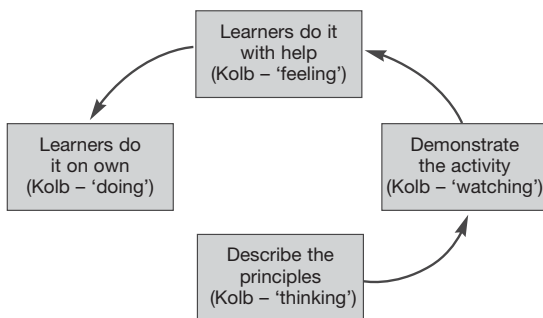 Learners do it
with help
(Kolb – ‘feeling’)
Learners do
it on own
(Kolb – ‘doing’)
Demonstrate
the activity
(Kolb – ‘watching’)
Describe the
principles
(Kolb – ‘thinking’)